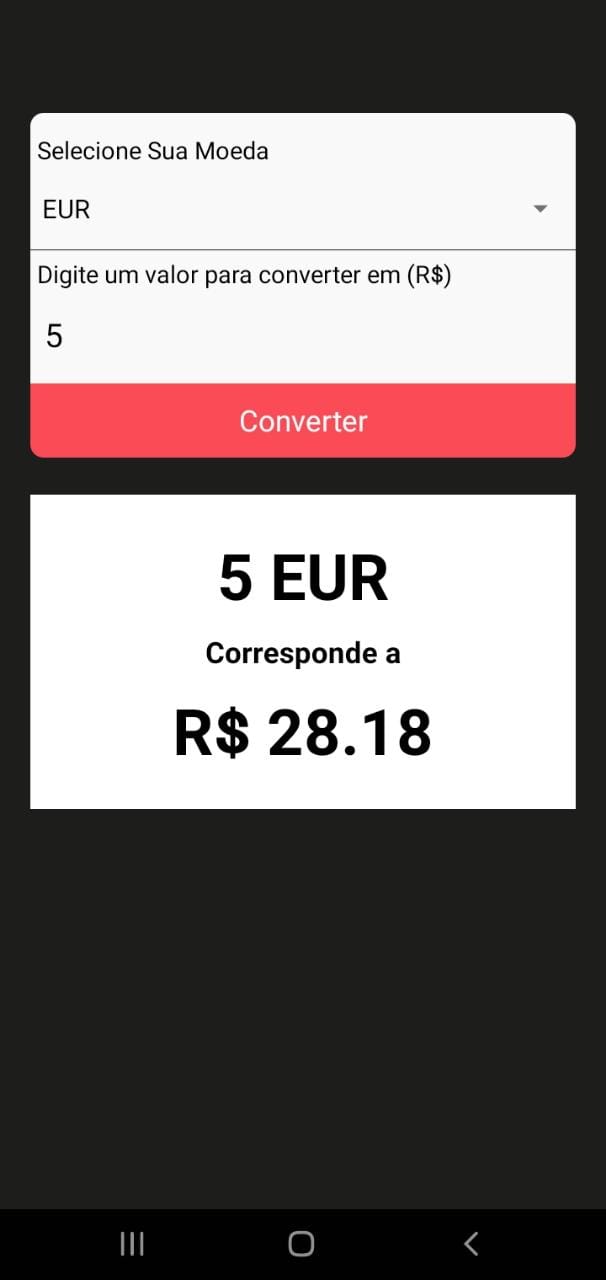 Selecione Sua Moeda
EUR
Digite um valor para converter em (R$)
5
Converter
5 EUR
Corresponde a
R$ 28.18